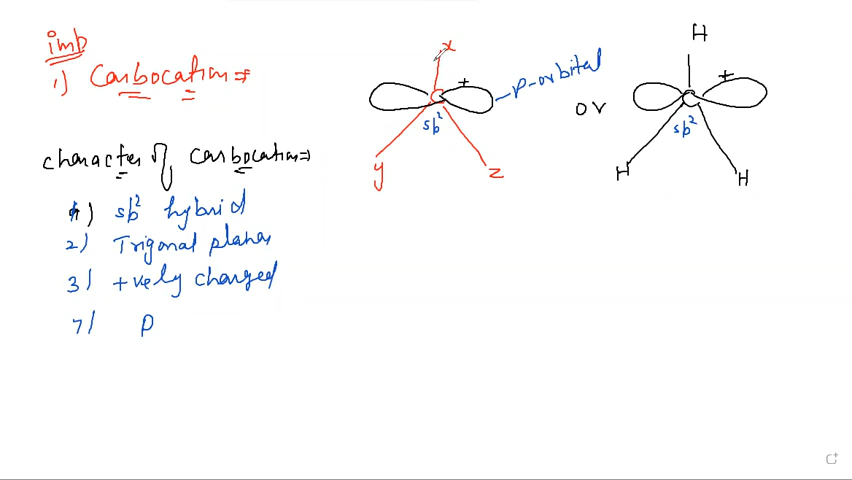 imp
1) Carbocation ⇒
x
+
p-orbital
sp²
y
z
or
H
+
sp²
H
H
character of carbocation ⇒
1) sp² hybrid
2) Trigonal planar
3) +vely charged
4) P